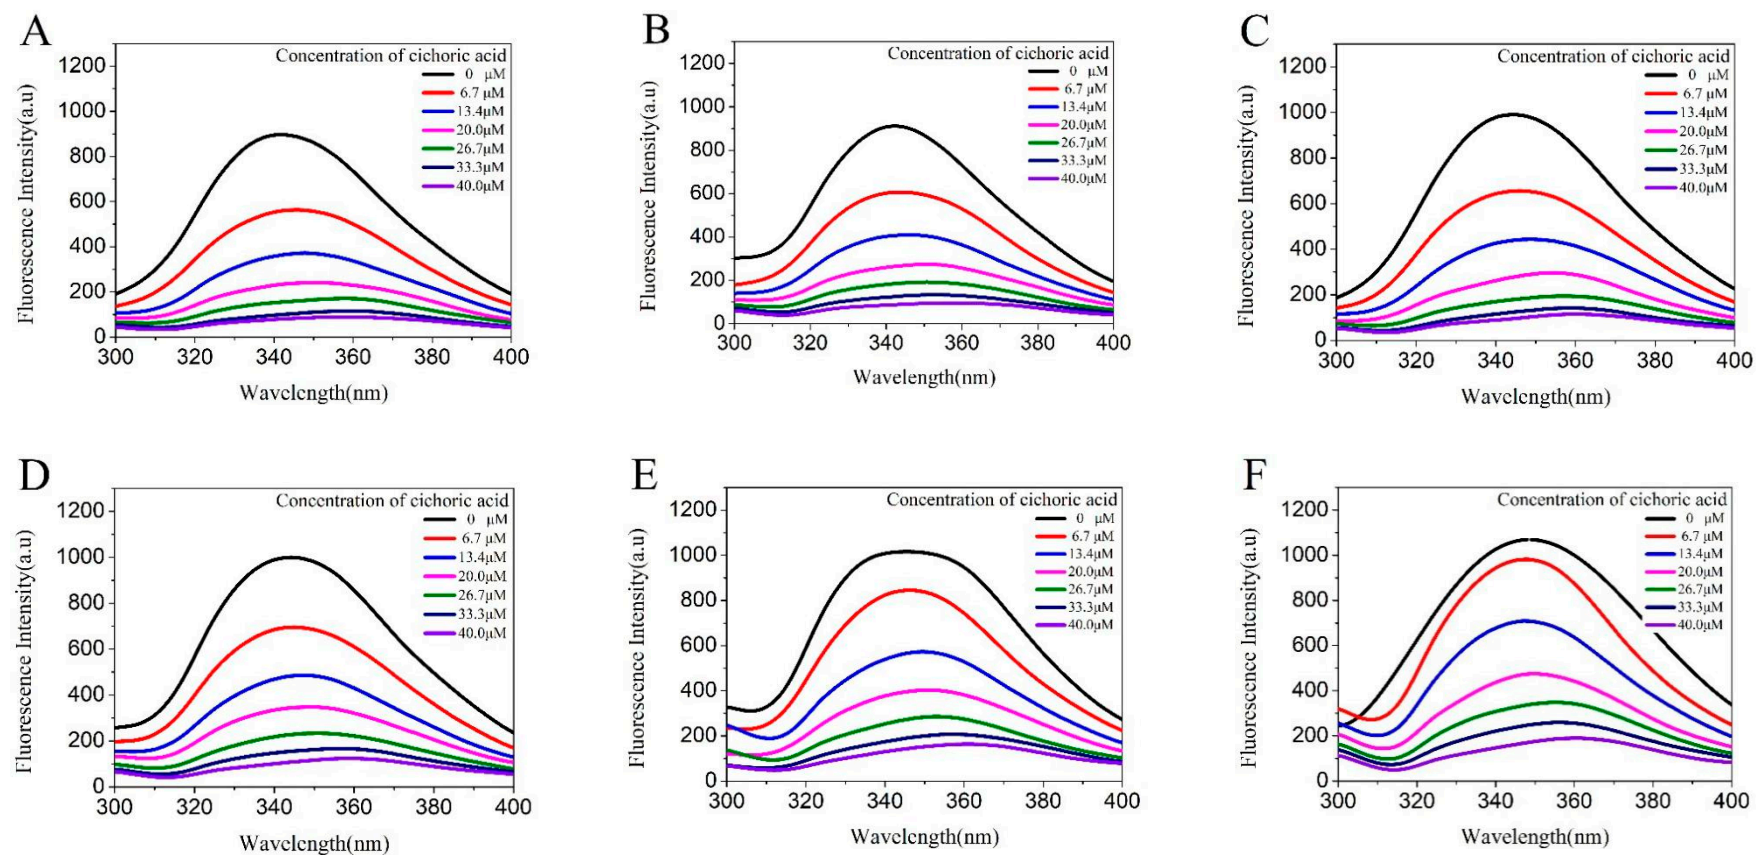 A
Concentration of cichoric acid
0 μM
6.7 μM
13.4μM
20.0μM
26.7μM
33.3μM
40.0μM
1200
1000
800
600
400
200
0
300 320 340 360 380 400
Fluorescence Intensity(a.u)
Wavelength(nm)
B
Concentration of cichoric acid
0 μM
6.7 μM
13.4μM
20.0μM
26.7μM
33.3μM
40.0μM
1200
1000
800
600
400
200
0
300 320 340 360 380 400
Fluorescence Intensity(a.u)
Wavelength(nm)
C
Concentration of cichoric acid
0 μM
6.7 μM
13.4μM
20.0μM
26.7μM
33.3μM
40.0μM
1200
1000
800
600
400
200
0
300 320 340 360 380 400
Fluorescence Intensity(a.u)
Wavelength(nm)
D
Concentration of cichoric acid
0 μM
6.7 μM
13.4μM
20.0μM
26.7μM
33.3μM
40.0μM
1200
1000
800
600
400
200
0
300 320 340 360 380 400
Fluorescence Intensity(a.u)
Wavelength(nm)
E
Concentration of cichoric acid
0 μM
6.7 μM
13.4μM
20.0μM
26.7μM
33.3μM
40.0μM
1200
1000
800
600
400
200
0
300 320 340 360 380 400
Fluorescence Intensity(a.u)
Wavelength(nm)
F
Concentration of cichoric acid
0 μM
6.7 μM
13.4μM
20.0μM
26.7μM
33.3μM
40.0μM
1200
1000
800
600
400
200
0
300 320 340 360 380 400
Fluorescence Intensity(a.u)
Wavelength(nm)